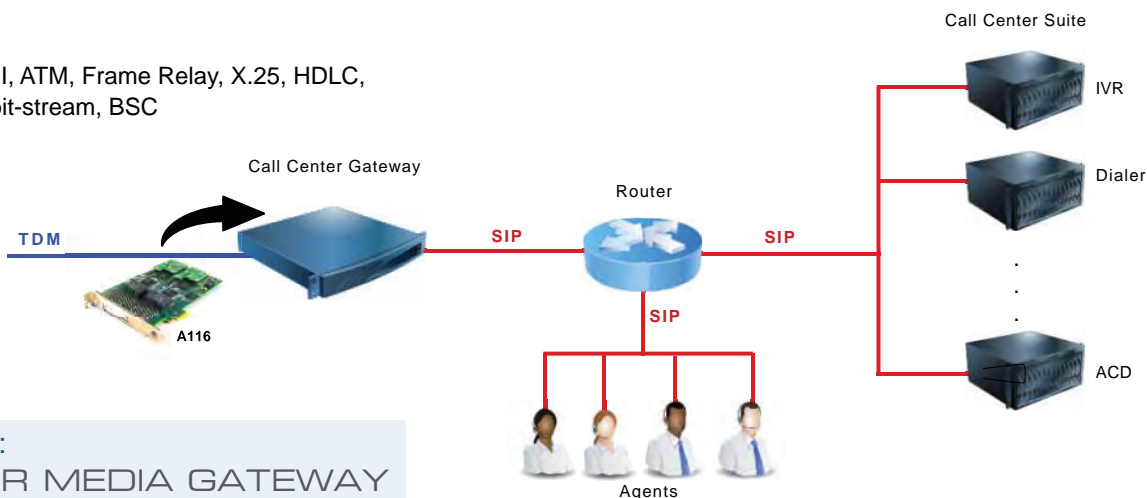 Call Center Suite
I, ATM, Frame Relay, X.25, HDLC,
bit-stream, BSC
IVR
Call Center Gateway
Router
Dialer
TDM
SIP
SIP
A116
SIP
ACD
:
R MEDIA GATEWAY
Agents